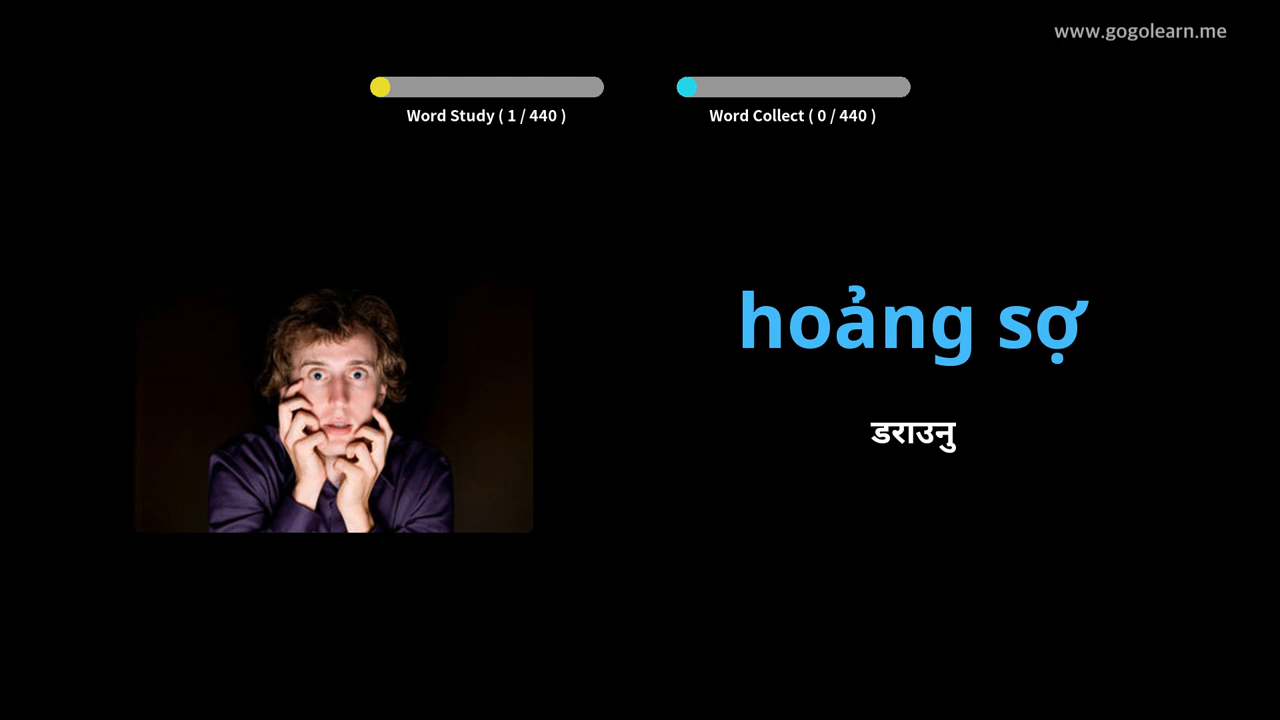 www.gogolearn.me
Word Study ( 1 / 440 )
Word Collect ( 0 / 440 )
hoảng sợ
डराउनु